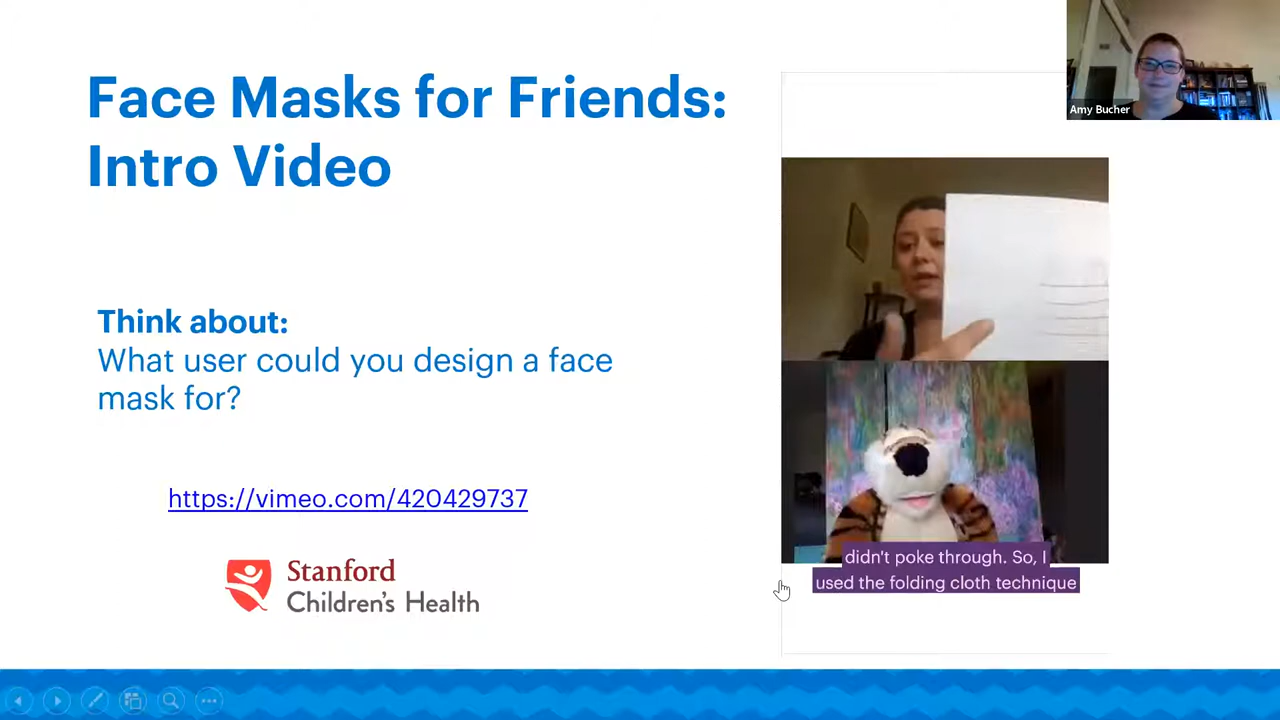 Face Masks for Friends:
Intro Video
Amy Bucher
Think about:
What user could you design a face
mask for?
https://vimeo.com/420429737
Stanford
Children's Health
didn't poke through. So, I
used the folding cloth technique